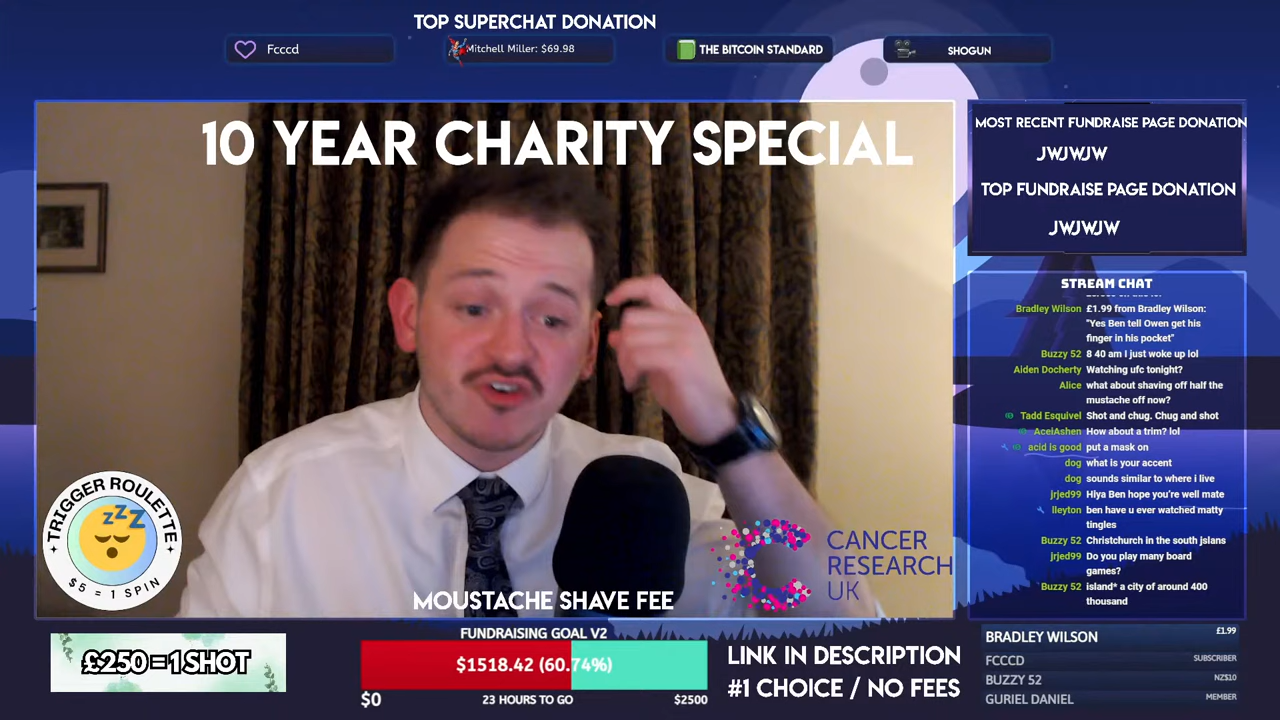 TOP SUPERCHAT DONATION
Fcccd
Mitchell Miller: $69.98
THE BITCOIN STANDARD
SHOGUN
10 YEAR CHARITY SPECIAL
MOST RECENT FUNDRAISE PAGE DONATION
JWJWJW
TOP FUNDRAISE PAGE DONATION
JWJWJW
STREAM CHAT
Bradley Wilson £1.99 from Bradley Wilson:
"Yes Ben tell Owen get his
finger in his pocket"
Buzzy 52 8 40 am I just woke up lol
Aiden Docherty Watching ufc tonight?
Alice what about shaving off half the
mustache off now?
Tadd Esquivel Shot and chug. Chug and shot
AceiAshen How about a trim? lol
acid is good put a mask on
dog what is your accent
dog sounds similar to where i live
jrjed99 Hiya Ben hope you're well mate
lleyton ben have u ever watched matty
tingles
Buzzy 52 Christchurch in the south jslans
jrjed99 Do you play many board
games?
Buzzy 52 island* a city of around 400
thousand
TRIGGER ROULETTE
zzz
$5 = 1 SPIN
CANCER
RESEARCH
UK
MOUSTACHE SHAVE FEE
£250 = 1 SHOT
FUNDRAISING GOAL V2
$1518.42 (60.74%)
$0
23 HOURS TO GO
$2500
LINK IN DESCRIPTION
#1 CHOICE / NO FEES
BRADLEY WILSON £1.99
FCCCD SUBSCRIBER
BUZZY 52 NZ$10
GURIEL DANIEL MEMBER